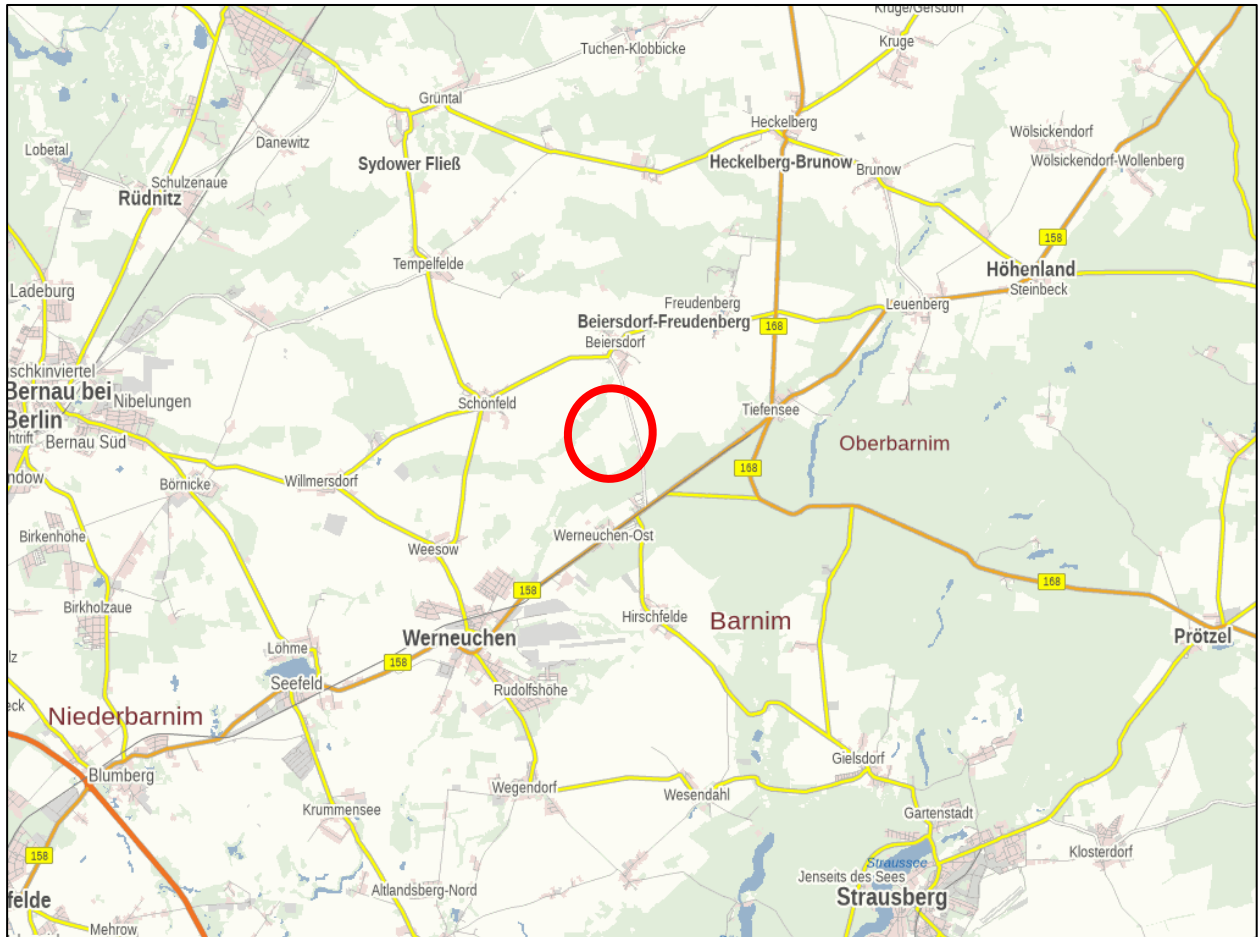 Kruge/Gersdorf
Tuchen-Klobbicke
Kruge
Grüntal
Heckelberg
Danewitz
Wölsickendorf
Lobetal
Sydower Fließ
Heckelberg-Brunow
Wölsickendorf-Wollenberg
Brunow
Schulzenaue
Rüdnitz
158
Tempelfelde
Höhenland
Ladeburg
Steinbeck
Freudenberg
Leuenberg
Beiersdorf-Freudenberg
168
Beiersdorf
schkinviertel
Bernau bei
Berlin
Nibelungen
Schönfeld
Tiefensee
htrift
Bernau Süd
Oberbarnim
168
ndow
Börnicke
Willmersdorf
Birkenhöhe
Werneuchen-Ost
Weesow
168
158
Birkholzaue
Hirschfelde
Barnim
Werneuchen
Prötzel
Löhme
lz
158
Seefeld
Rudolfshöhe
eck
Niederbarnim
Blumberg
Gielsdorf
Wegendorf
Wesendahl
Krummensee
Gartenstadt
158
Klosterdorf
Straussee
Jenseits des Sees
Altlandsberg-Nord
Strausberg
felde
Mehrow